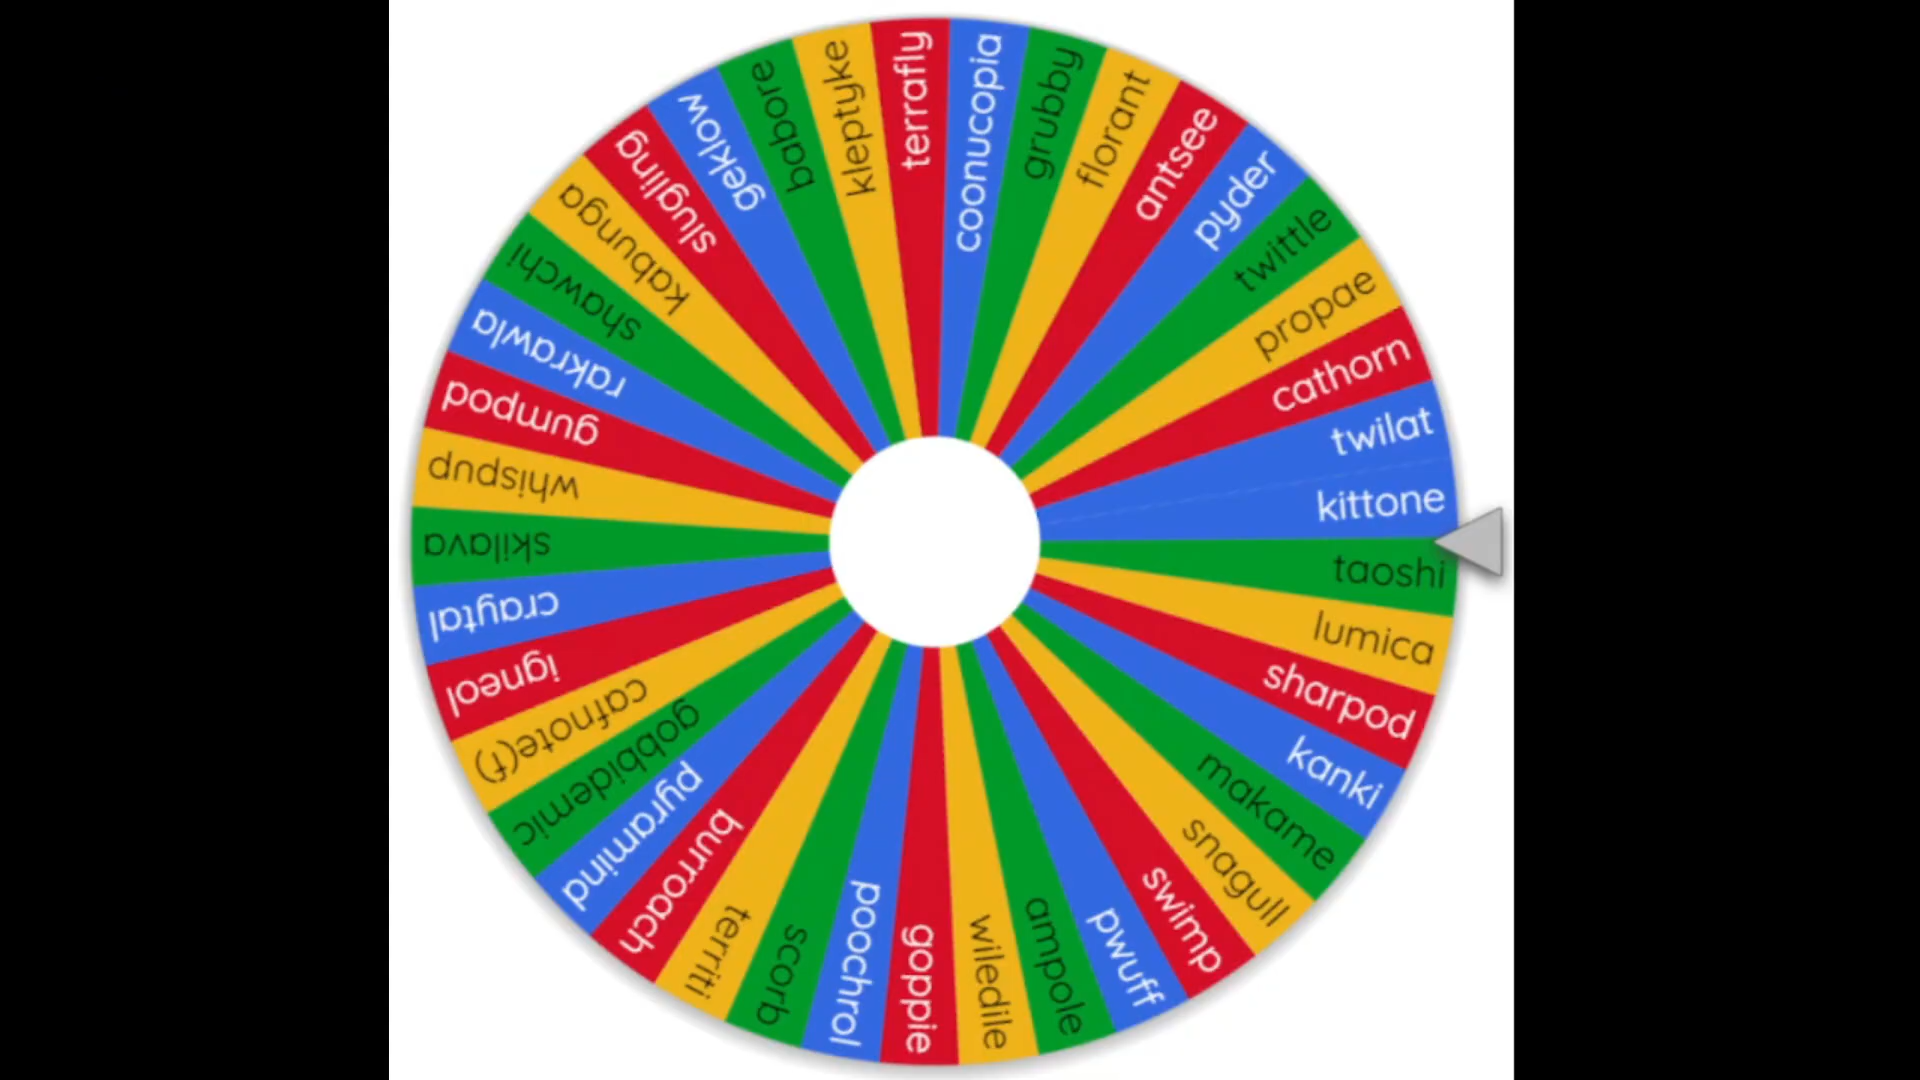 kittone
taoshi
lumica
sharpod
kanki
makame
snagull
swimp
pwuff
ampole
wiledile
goppie
poochrol
scorb
territi
burroach
pyramind
gobbidemic
cafnote(f)
igneol
craytal
skilava
whispup
gumpod
rakrawla
shawchi
kabunga
slugling
geklow
babore
kleptyke
terrafly
coonucopia
grubby
florant
antsee
pyder
twittle
propae
cathorn
twilat